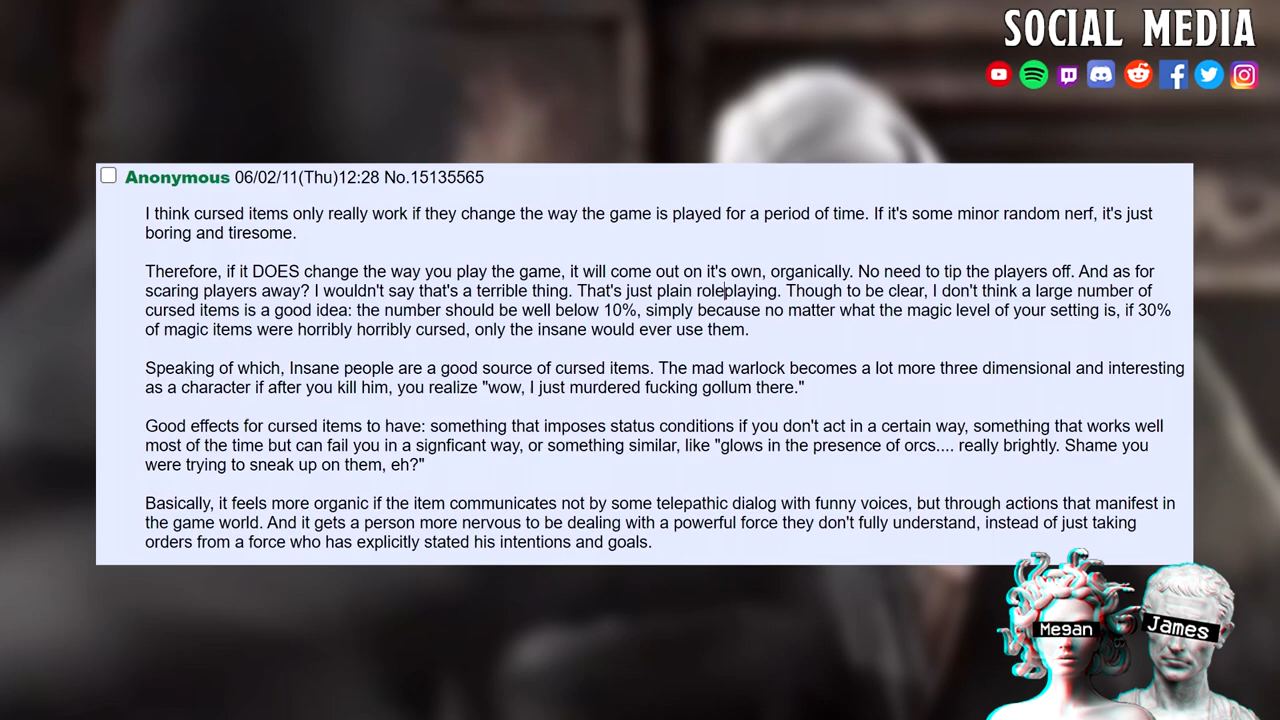 SOCIAL MEDIA
Anonymous 06/02/11(Thu)12:28 No.15135565
I think cursed items only really work if they change the way the game is played for a period of time. If it's some minor random nerf, it's just
boring and tiresome.
Therefore, if it DOES change the way you play the game, it will come out on it's own, organically. No need to tip the players off. And as for
scaring players away? I wouldn't say that's a terrible thing. That's just plain roleplaying. Though to be clear, I don't think a large number of
cursed items is a good idea: the number should be well below 10%, simply because no matter what the magic level of your setting is, if 30%
of magic items were horribly horribly cursed, only the insane would ever use them.
Speaking of which, Insane people are a good source of cursed items. The mad warlock becomes a lot more three dimensional and interesting
as a character if after you kill him, you realize "wow, I just murdered fucking gollum there."
Good effects for cursed items to have: something that imposes status conditions if you don't act in a certain way, something that works well
most of the time but can fail you in a signficant way, or something similar, like "glows in the presence of orcs.... really brightly. Shame you
were trying to sneak up on them, eh?"
Basically, it feels more organic if the item communicates not by some telepathic dialog with funny voices, but through actions that manifest in
the game world. And it gets a person more nervous to be dealing with a powerful force they don't fully understand, instead of just taking
orders from a force who has explicitly stated his intentions and goals.
Megan
James